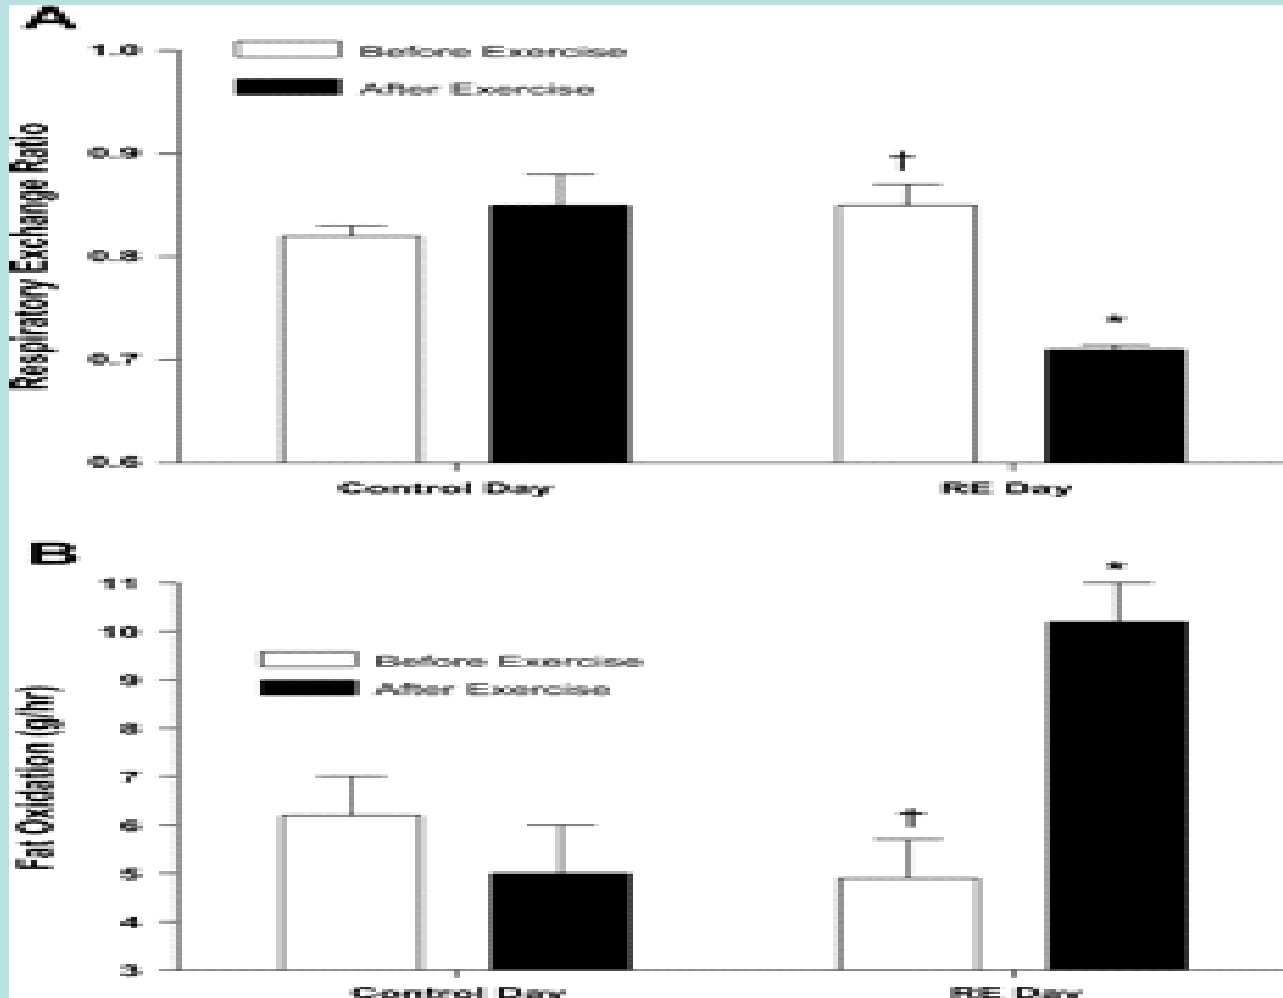 A
1.0
Before Exercise
After Exercise
0.9
†
0.8
*
0.7
0.6
Respiratory Exchange Ratio
Control Day RE Day
B
11
*
10
Before Exercise
9
After Exercise
8
7
6
†
5
4
3
Fat Oxidation (g/hr)
Control Day RE Day